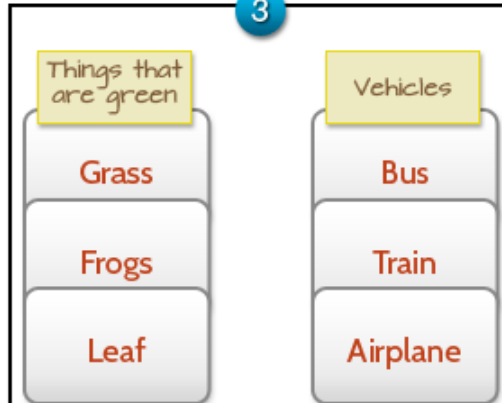 3
Things that
are green
Grass
Frogs
Leaf
Vehicles
Bus
Train
Airplane